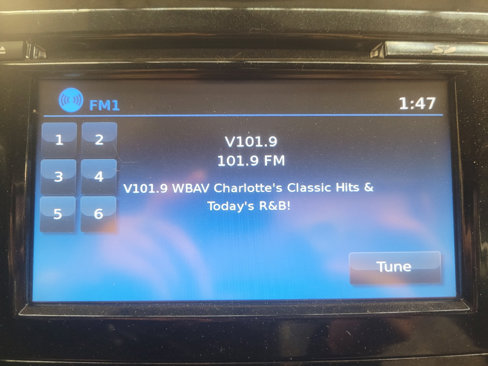 FM1
1:47
1 2
3 4
5 6
V101.9
101.9 FM
V101.9 WBAV Charlotte's Classic Hits &
Today's R&B!
Tune